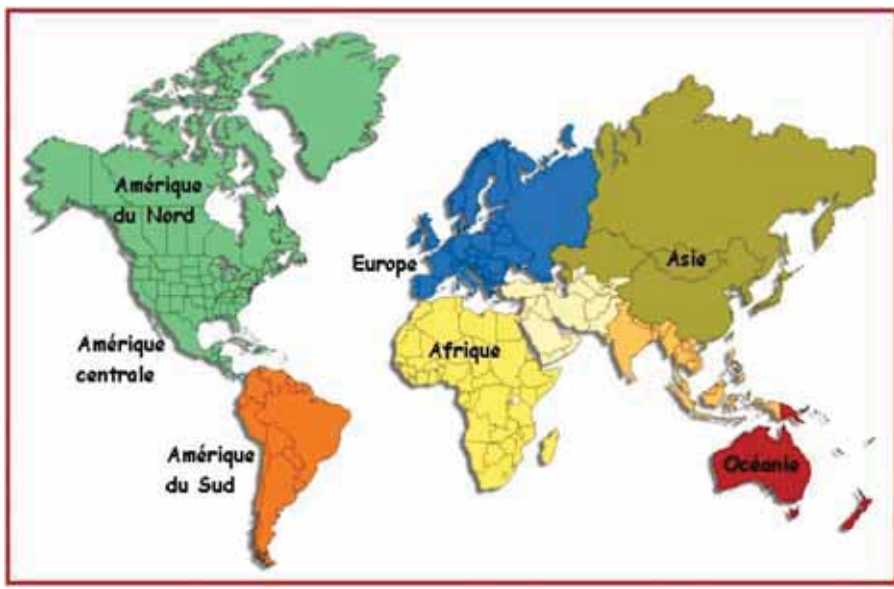 Amérique
du Nord
Europe
Asie
Amérique
centrale
Afrique
Amérique
du Sud
Océanie